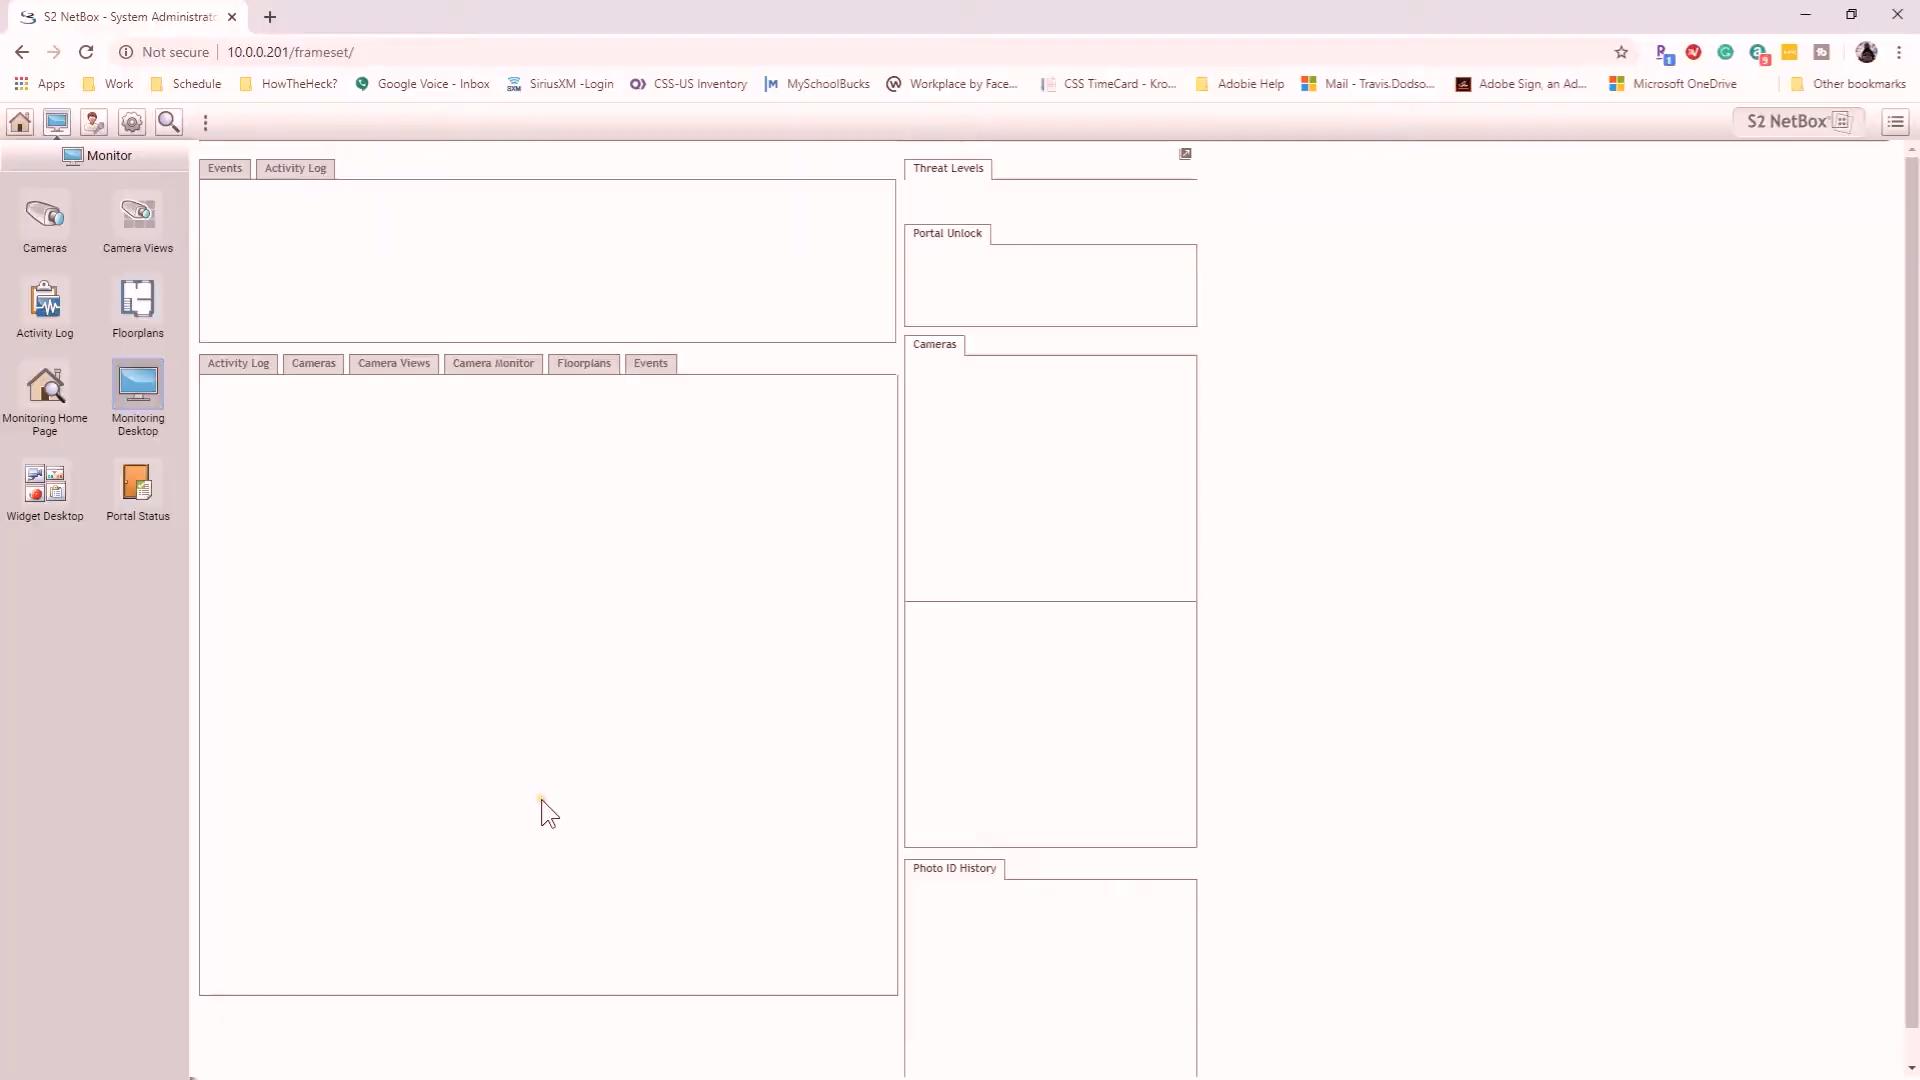 S2 NetBox - System Administrato
Not secure
10.0.0.201/frameset/
1
9
Apps
Work
Schedule
HowTheHeck?
Google Voice - Inbox
SiriusXM -Login
CSS-US Inventory
MySchoolBucks
Workplace by Face...
CSS TimeCard - Kro...
Adobie Help
Mail - Travis.Dodso...
Adobe Sign, an Ad...
Microsoft OneDrive
Other bookmarks
S2 NetBox
Monitor
Cameras
Camera Views
Activity Log
Floorplans
Monitoring Home
Page
Monitoring
Desktop
Widget Desktop
Portal Status
Events
Activity Log
Activity Log
Cameras
Camera Views
Camera Monitor
Floorplans
Events
Threat Levels
Portal Unlock
Cameras
Photo ID History